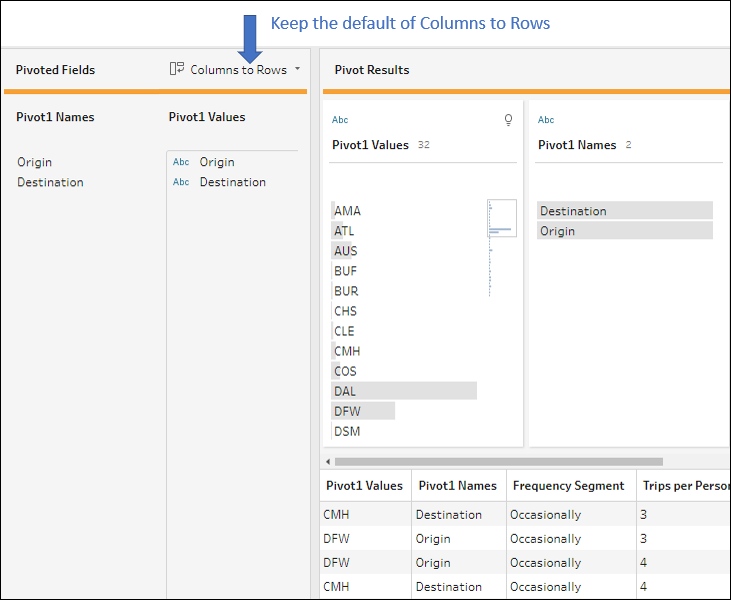 Keep the default of Columns to Rows
Pivoted Fields
Columns to Rows
Pivot1 Names
Pivot1 Values
Origin
Destination
Abc Origin
Abc Destination
Pivot Results
Abc
Pivot1 Values 32
AMA
ATL
AUS
BUF
BUR
CHS
CLE
CMH
COS
DAL
DFW
DSM
Abc
Pivot1 Names 2
Destination
Origin
Pivot1 Values Pivot1 Names Frequency Segment Trips per Person
CMH Destination Occasionally 3
DFW Origin Occasionally 3
DFW Origin Occasionally 4
CMH Destination Occasionally 4